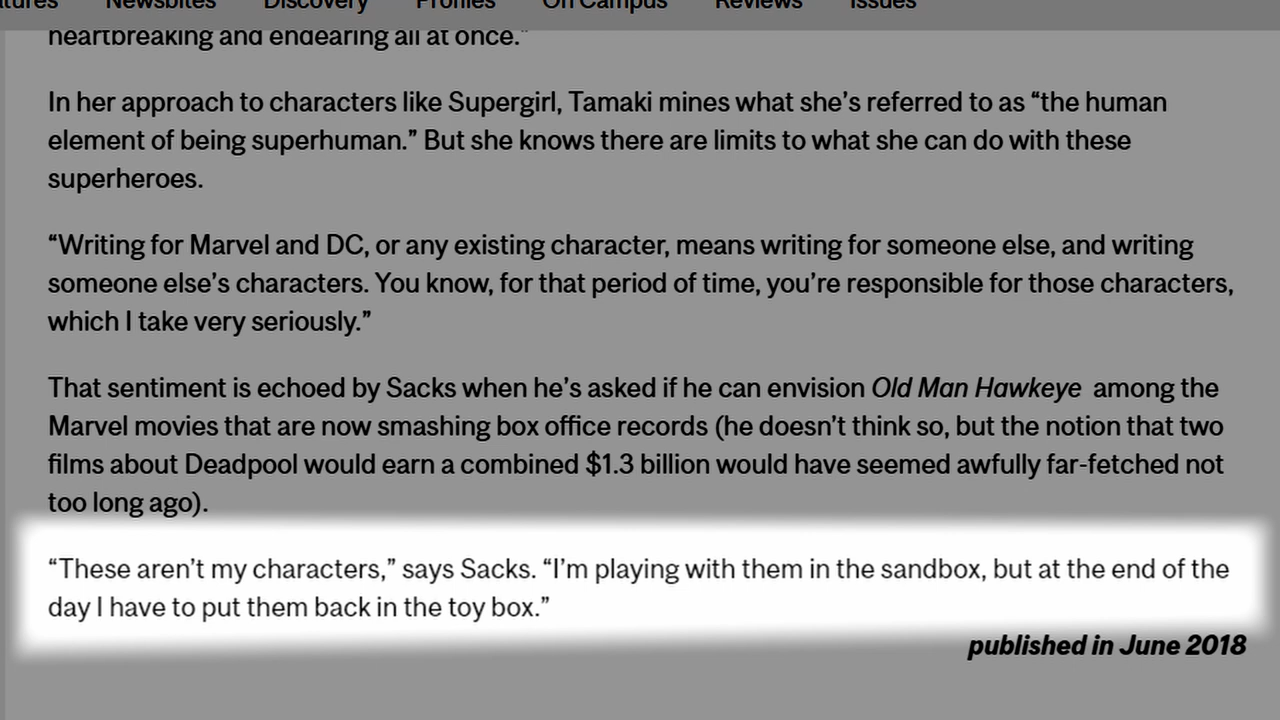 Newsbites Discovery Profiles On Campus Reviews Issues
heartbreaking and endearing all at once.”
In her approach to characters like Supergirl, Tamaki mines what she’s referred to as “the human
element of being superhuman.” But she knows there are limits to what she can do with these
superheroes.
“Writing for Marvel and DC, or any existing character, means writing for someone else, and writing
someone else’s characters. You know, for that period of time, you’re responsible for those characters,
which I take very seriously.”
That sentiment is echoed by Sacks when he’s asked if he can envision Old Man Hawkeye among the
Marvel movies that are now smashing box office records (he doesn’t think so, but the notion that two
films about Deadpool would earn a combined $1.3 billion would have seemed awfully far-fetched not
too long ago).
“These aren’t my characters,” says Sacks. “I’m playing with them in the sandbox, but at the end of the
day I have to put them back in the toy box.”
published in June 2018